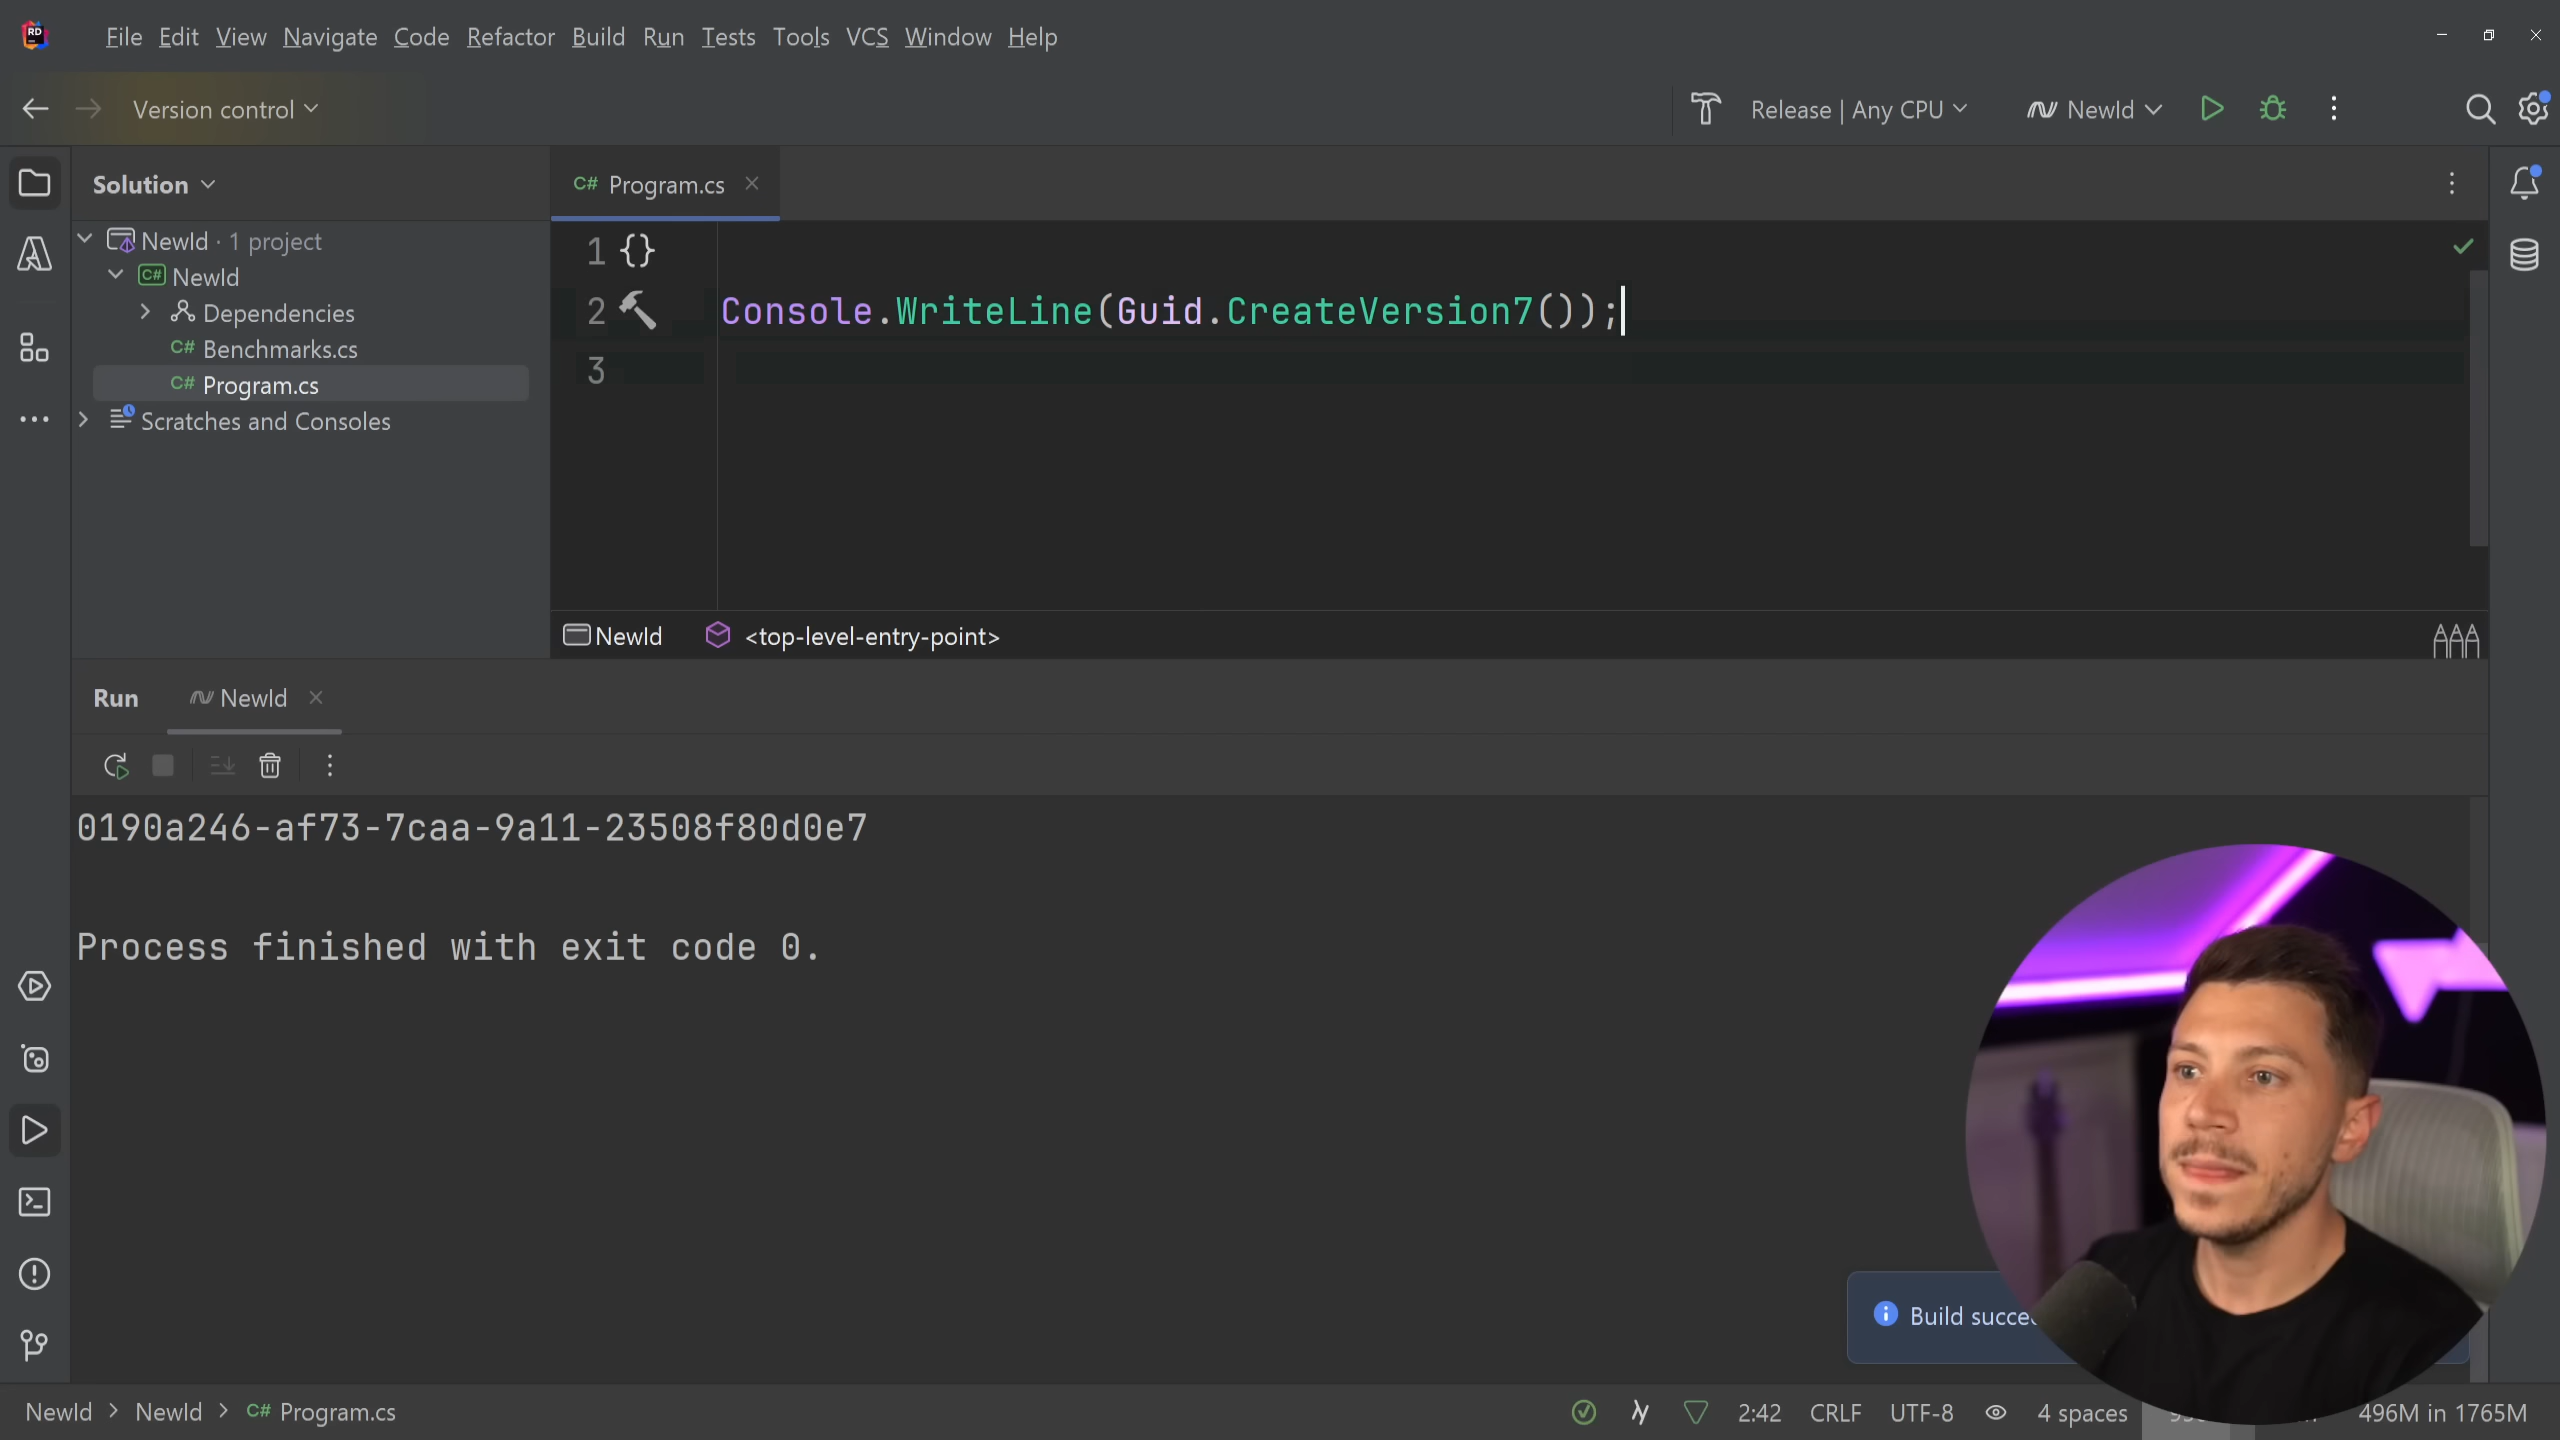 RD
File Edit View Navigate Code Refactor Build Run Tests Tools VCS Window Help
Version control
Release | Any CPU
NewId
Solution
C# Program.cs
NewId · 1 project
C# NewId
Dependencies
C# Benchmarks.cs
C# Program.cs
Scratches and Consoles
1 {}
2 Console.WriteLine(Guid.CreateVersion7());
3
NewId <top-level-entry-point>
Run NewId
0190a246-af73-7caa-9a11-23508f80d0e7
Process finished with exit code 0.
Build
NewId > NewId > C# Program.cs
2:42 CRLF UTF-8 4 spaces
496M in 1765M